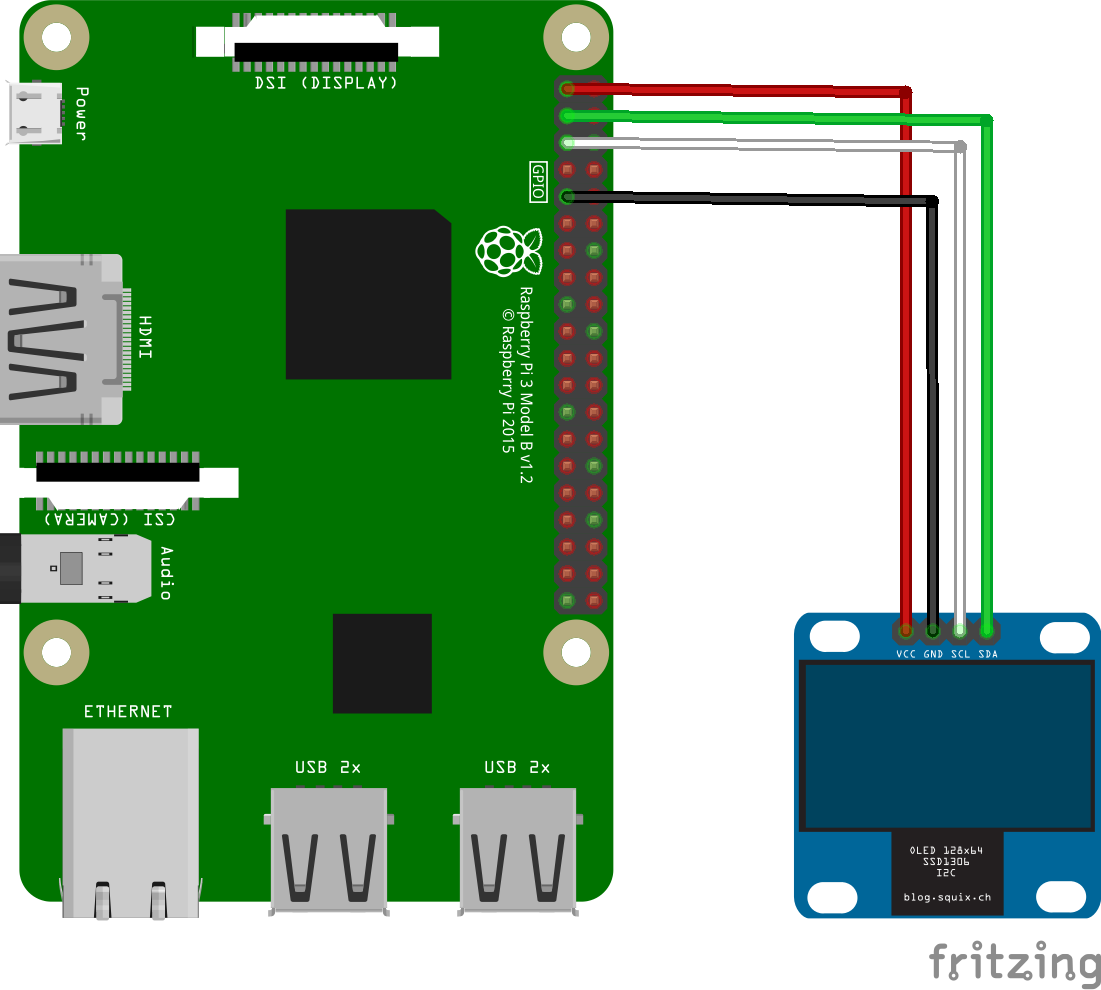 DSI (DISPLAY)
Power
GPIO
Raspberry Pi 3 Model B v1.2
© Raspberry Pi 2015
HDMI
CSI (CAMERA)
Audio
ETHERNET
USB 2x
USB 2x
VCC GND SCL SDA
OLED 128x64
SSD1306
I2C
blog.squix.ch
fritzing